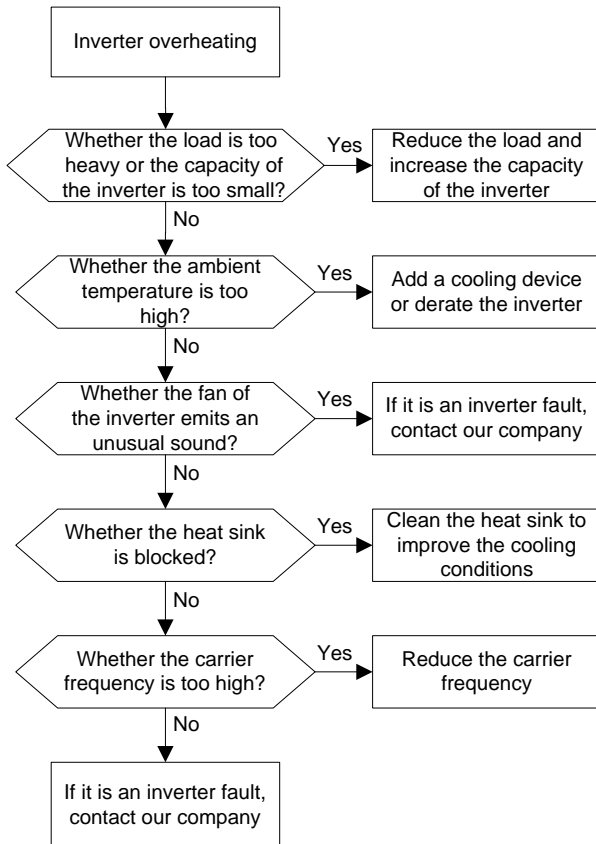 Inverter overheating
Whether the load is too
heavy or the capacity of
the inverter is too small?
Yes
Reduce the load and
increase the capacity
of the inverter
No
Whether the ambient
temperature is too
high?
Yes
Add a cooling device
or derate the inverter
No
Whether the fan of
the inverter emits an
unusual sound?
Yes
If it is an inverter fault,
contact our company
No
Whether the heat sink
is blocked?
Yes
Clean the heat sink to
improve the cooling
conditions
No
Whether the carrier
frequency is too high?
Yes
Reduce the carrier
frequency
No
If it is an inverter fault,
contact our company